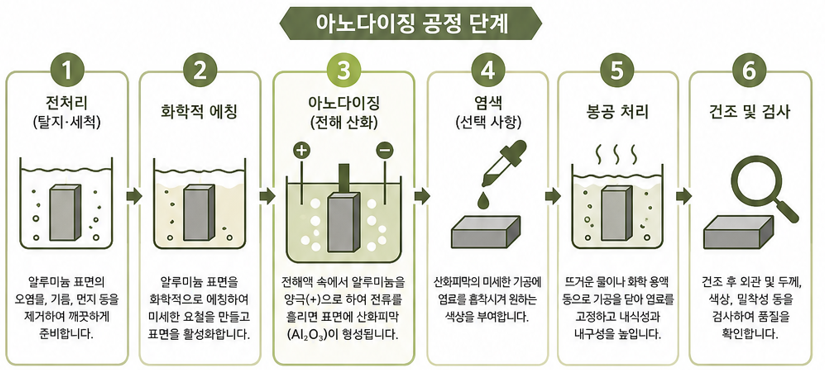 아노다이징 공정 단계
1
전처리
(탈지·세척)
알루미늄 표면의
오염물, 기름, 먼지 등을
제거하여 깨끗하게
준비합니다.
2
화학적 에칭
알루미늄 표면을
화학적으로 에칭하여
미세한 요철을 만들고
표면을 활성화합니다.
3
아노다이징
(전해 산화)
+
−
전해액 속에서 알루미늄을
양극(+)으로 하여 전류를
흘리면 표면에 산화피막
(Al₂O₃)이 형성됩니다.
4
염색
(선택 사항)
산화피막의 미세한 기공에
염료를 흡착시켜 원하는
색상을 부여합니다.
5
봉공 처리
뜨거운 물이나 화학 용액
등으로 기공을 닫아 염료를
고정하고 내식성과
내구성을 높입니다.
6
건조 및 검사
건조 후 외관 및 두께,
색상, 밀착성 등을
검사하여 품질을
확인합니다.